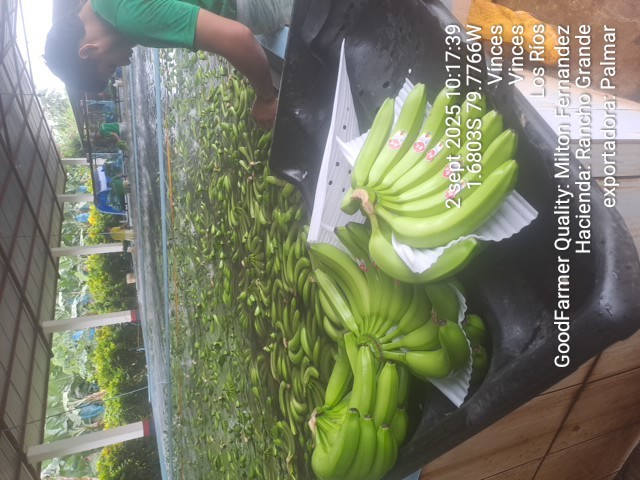 2 sept 2025 10:17:39
1.6803S 79.7766W
Vínces
Vinces
Los Ríos
GoodFarmer Quality: Milton Fernandez
Hacienda: Rancho Grande
exportadora: Palmar